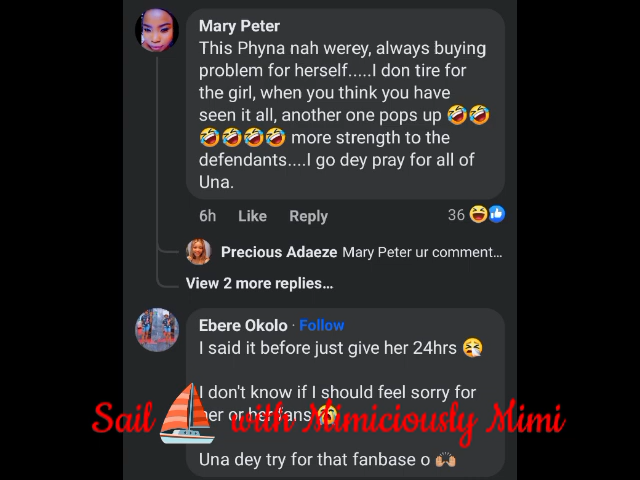 Mary Peter
This Phyna nah werey, always buying
problem for herself.....I don tire for
the girl, when you think you have
seen it all, another one pops up 🤣🤣
🤣🤣🤣🤣 more strength to the
defendants....I go dey pray for all of
Una.
6h Like Reply 36
Precious Adaeze Mary Peter ur comment...
View 2 more replies...
Ebere Okolo · Follow
I said it before just give her 24hrs 😤
I don't know if I should feel sorry for
her or her fans
Sail with Mimiciously Mimi
Una dey try for that fanbase o 🙌🏽